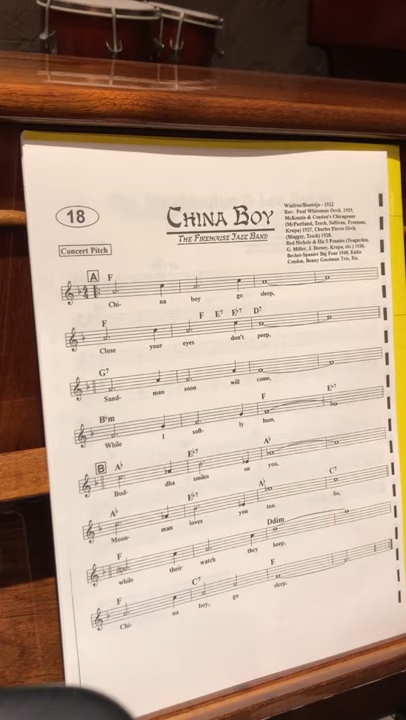 18
CHINA BOY
THE FIREHOUSE JAZZ BAND
Winfree/Bouteljе - 1922
Rec: Paul Whiteman Orch. 1929,
McKenzie & Condon's Chicagoans
(McPartland, Tesch, Sullivan, Freeman,
Krupa) 1927, Charles Pierce Orch.
(Muggsy, Tesch) 1928,
Red Nichols & His 5 Pennies (Teagarden,
G. Miller, J. Dorsey, Krupa, etc.) 1930,
Bechet-Spanier Big Four 1940, Eddie
Condon, Benny Goodman Trio, Etc.
Concert Pitch
A F
Chi- na boy go sleep,
F F E7 E♭7 D7
Close your eyes don't peep,
G7
Sand- man soon will come,
B♭m F E♭7
While I soft- ly hum.
B A♭ E♭7 A♭
Bud- dha smiles on you,
A♭ E♭7 A♭ C7
Moon- man loves you too. So,
F Ddim
while their watch they keep,
F C7 F
Chi- na boy, go sleep.